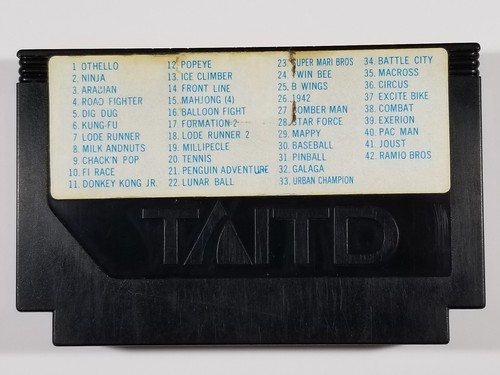 1 OTHELLO
2. NINJA
3. ARABIAN
4. ROAD FIGHTER
5. DIG DUG
6. KUNG-FU
7 LODE RUNNER
8. MILK ANDNUTS
9 CHACK'N POP
10. FI RACE
11. DONKEY KONG JR.
12. POPEYE
13. ICE CLIMBER
14 FRONT LINE
15. MAHJONG (4)
16 BALLOON FIGHT
17 FORMATION 2
18. LODE RUNNER 2
19. MILLIPECLE
20. TENNIS
21. PENGUIN ADVENTURE
22. LUNAR BALL
23. SUPER MARI BROS
24. TWIN BEE
25. B WINGS
26. 1942
27. BOMBER MAN
28. STAR FORCE
29. MAPPY
30. BASEBALL
31. PINBALL
32. GALAGA
33. URBAN CHAMPION
34. BATTLE CITY
35. MACROSS
36. CIRCUS
37. EXCITE BIKE
38. COMBAT
39. EXERION
40. PAC MAN
41. JOUST
42. RAMIO BROS
TAITD